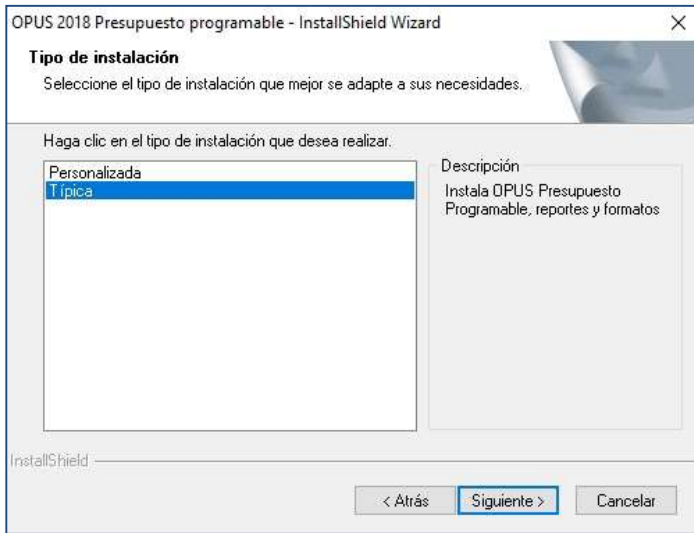 OPUS 2018 Presupuesto programable - InstallShield Wizard
Tipo de instalación
Seleccione el tipo de instalación que mejor se adapte a sus necesidades.
Haga clic en el tipo de instalación que desea realizar.
Personalizada
Típica
Descripción
Instala OPUS Presupuesto
Programable, reportes y formatos
InstallShield
< Atrás
Siguiente >
Cancelar